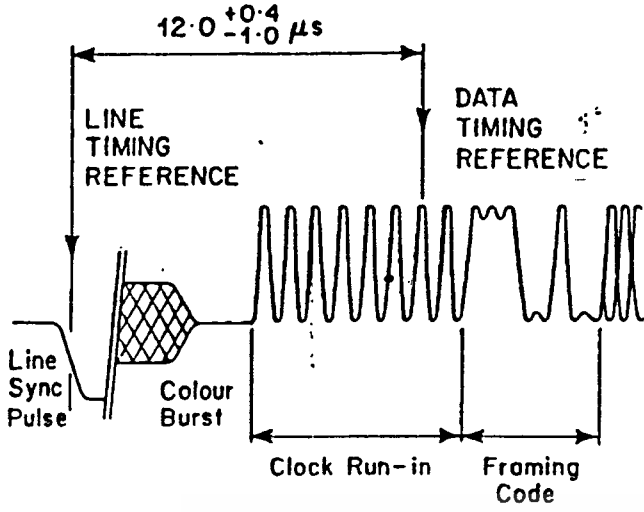 12·0 +0·4 −1·0 μs
LINE
TIMING
REFERENCE
DATA
TIMING
REFERENCE
Line
Sync
Pulse
Colour
Burst
Clock Run-in
Framing
Code